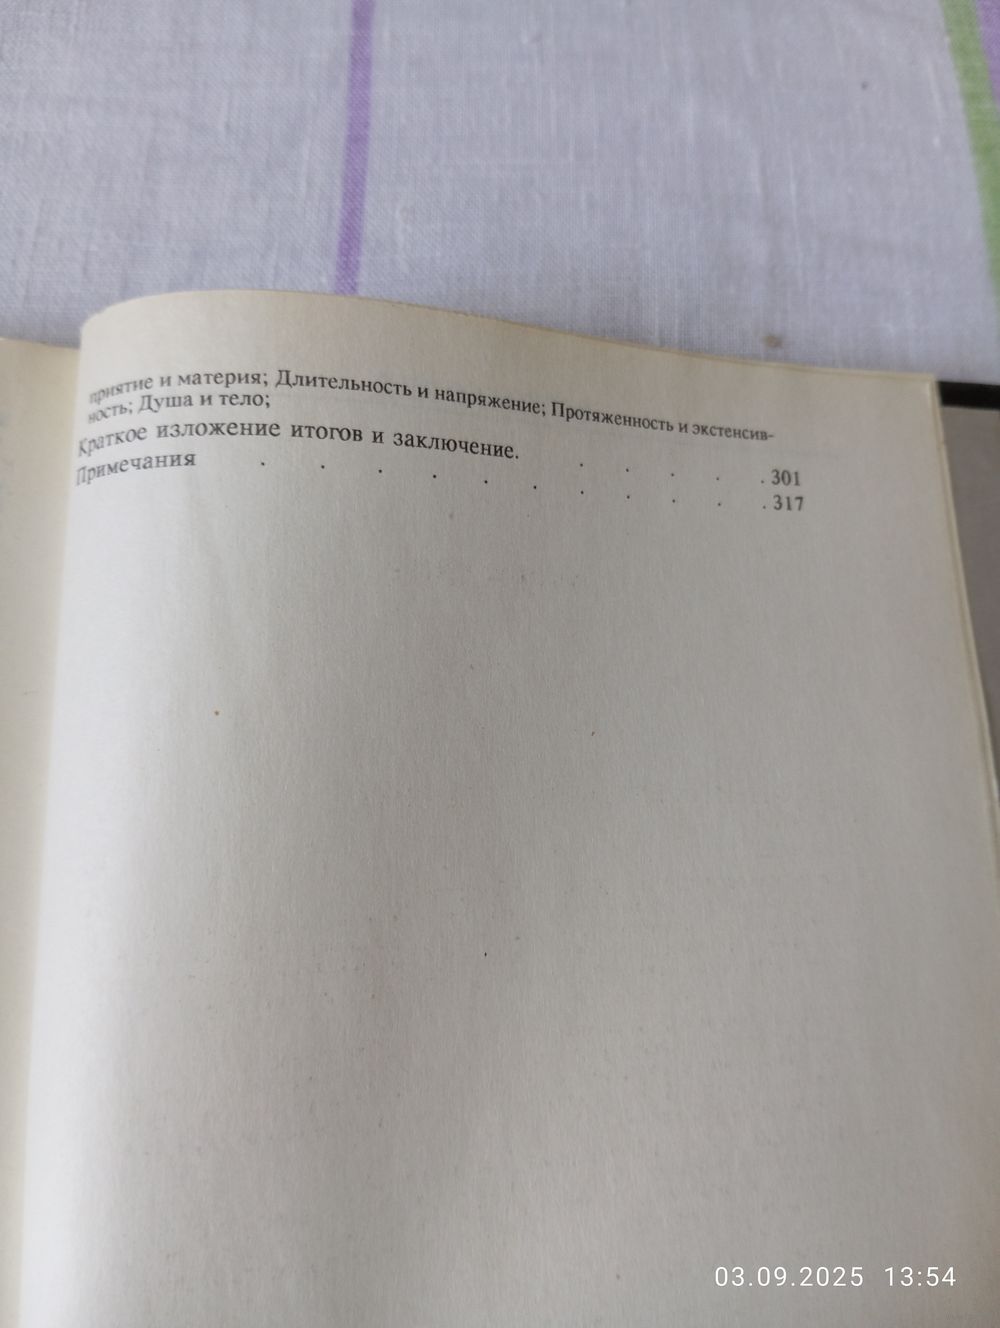 приятие и материя; Длительность и напряжение; Протяженность и экстенсив-
ность; Душа и тело;
Краткое изложение итогов и заключение. . . . . . 301
Примечания . . . . . . . . . . . . 317
03.09.2025 13:54